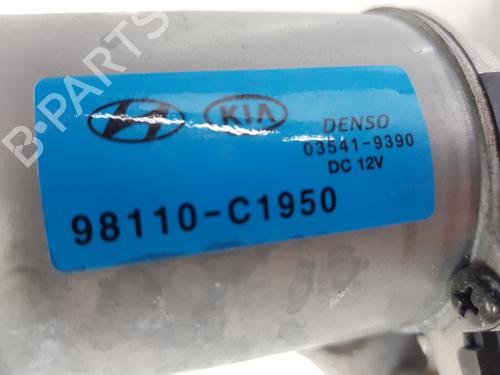 B-PARTS
KIA
DENSO
03541-9390
DC 12V
98110-C1950